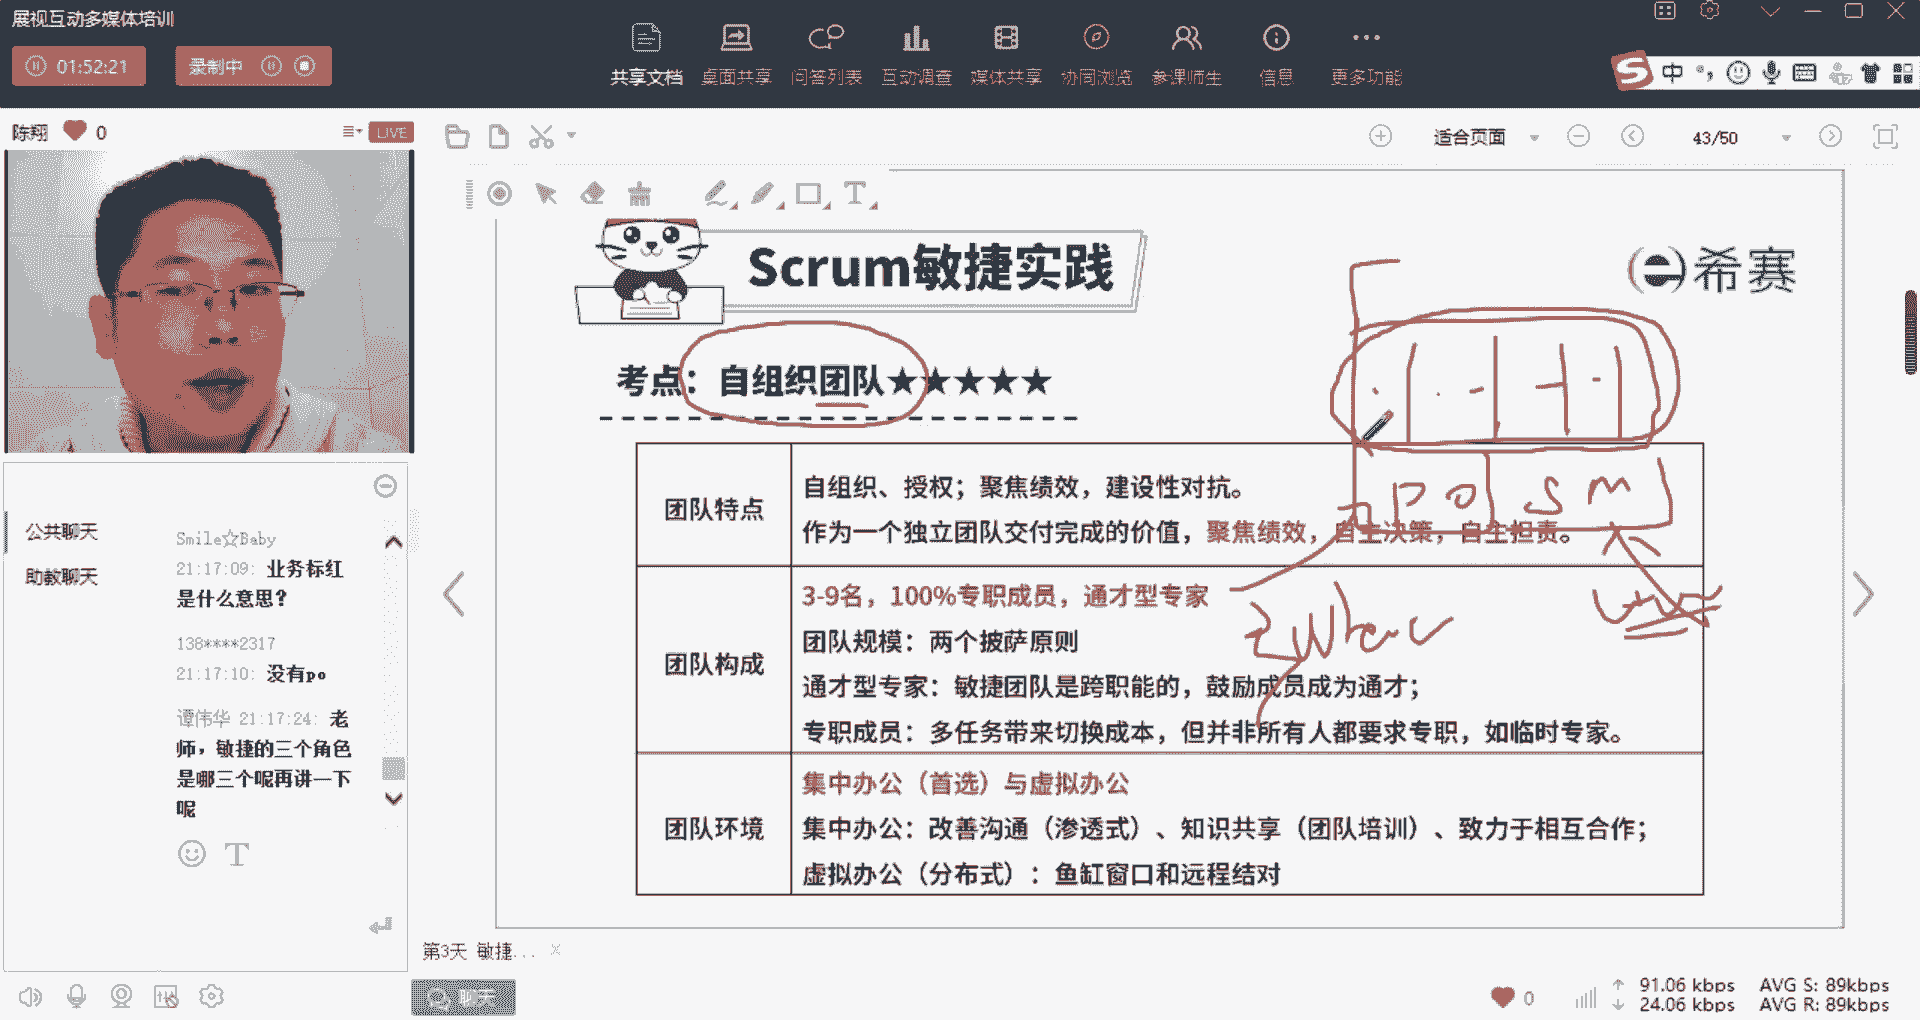 展视互动多媒体培训
01:52:21
录制中
共享文档 桌面共享 问答列表 互动调查 媒体共享 协同浏览 参课师生 信息 更多功能
中
陈翔 0
LIVE
适合页面
43/50
Scrum敏捷实践
希赛
考点：自组织团队★★★★★
团队特点
自组织、授权；聚焦绩效，建设性对抗。
作为一个独立团队交付完成的价值，聚焦绩效，自主决策，自主担责。
PO SM
团队构成
3-9名，100%专职成员，通才型专家
团队规模：两个披萨原则
通才型专家：敏捷团队是跨职能的，鼓励成员成为通才；
专职成员：多任务带来切换成本，但并非所有人都要求专职，如临时专家。
团队环境
集中办公（首选）与虚拟办公
集中办公：改善沟通（渗透式）、知识共享（团队培训）、致力于相互合作；
虚拟办公（分布式）：鱼缸窗口和远程结对
公共聊天
助教聊天
Smile☆Baby
21:17:09: 业务标红
是什么意思?
138****2317
21:17:10: 没有po
谭伟华 21:17:24: 老
师，敏捷的三个角色
是哪三个呢再讲一下
呢
第3天 敏捷...
聊天
0
91.06 kbps AVG S: 89kbps
24.06 kbps AVG R: 89kbps